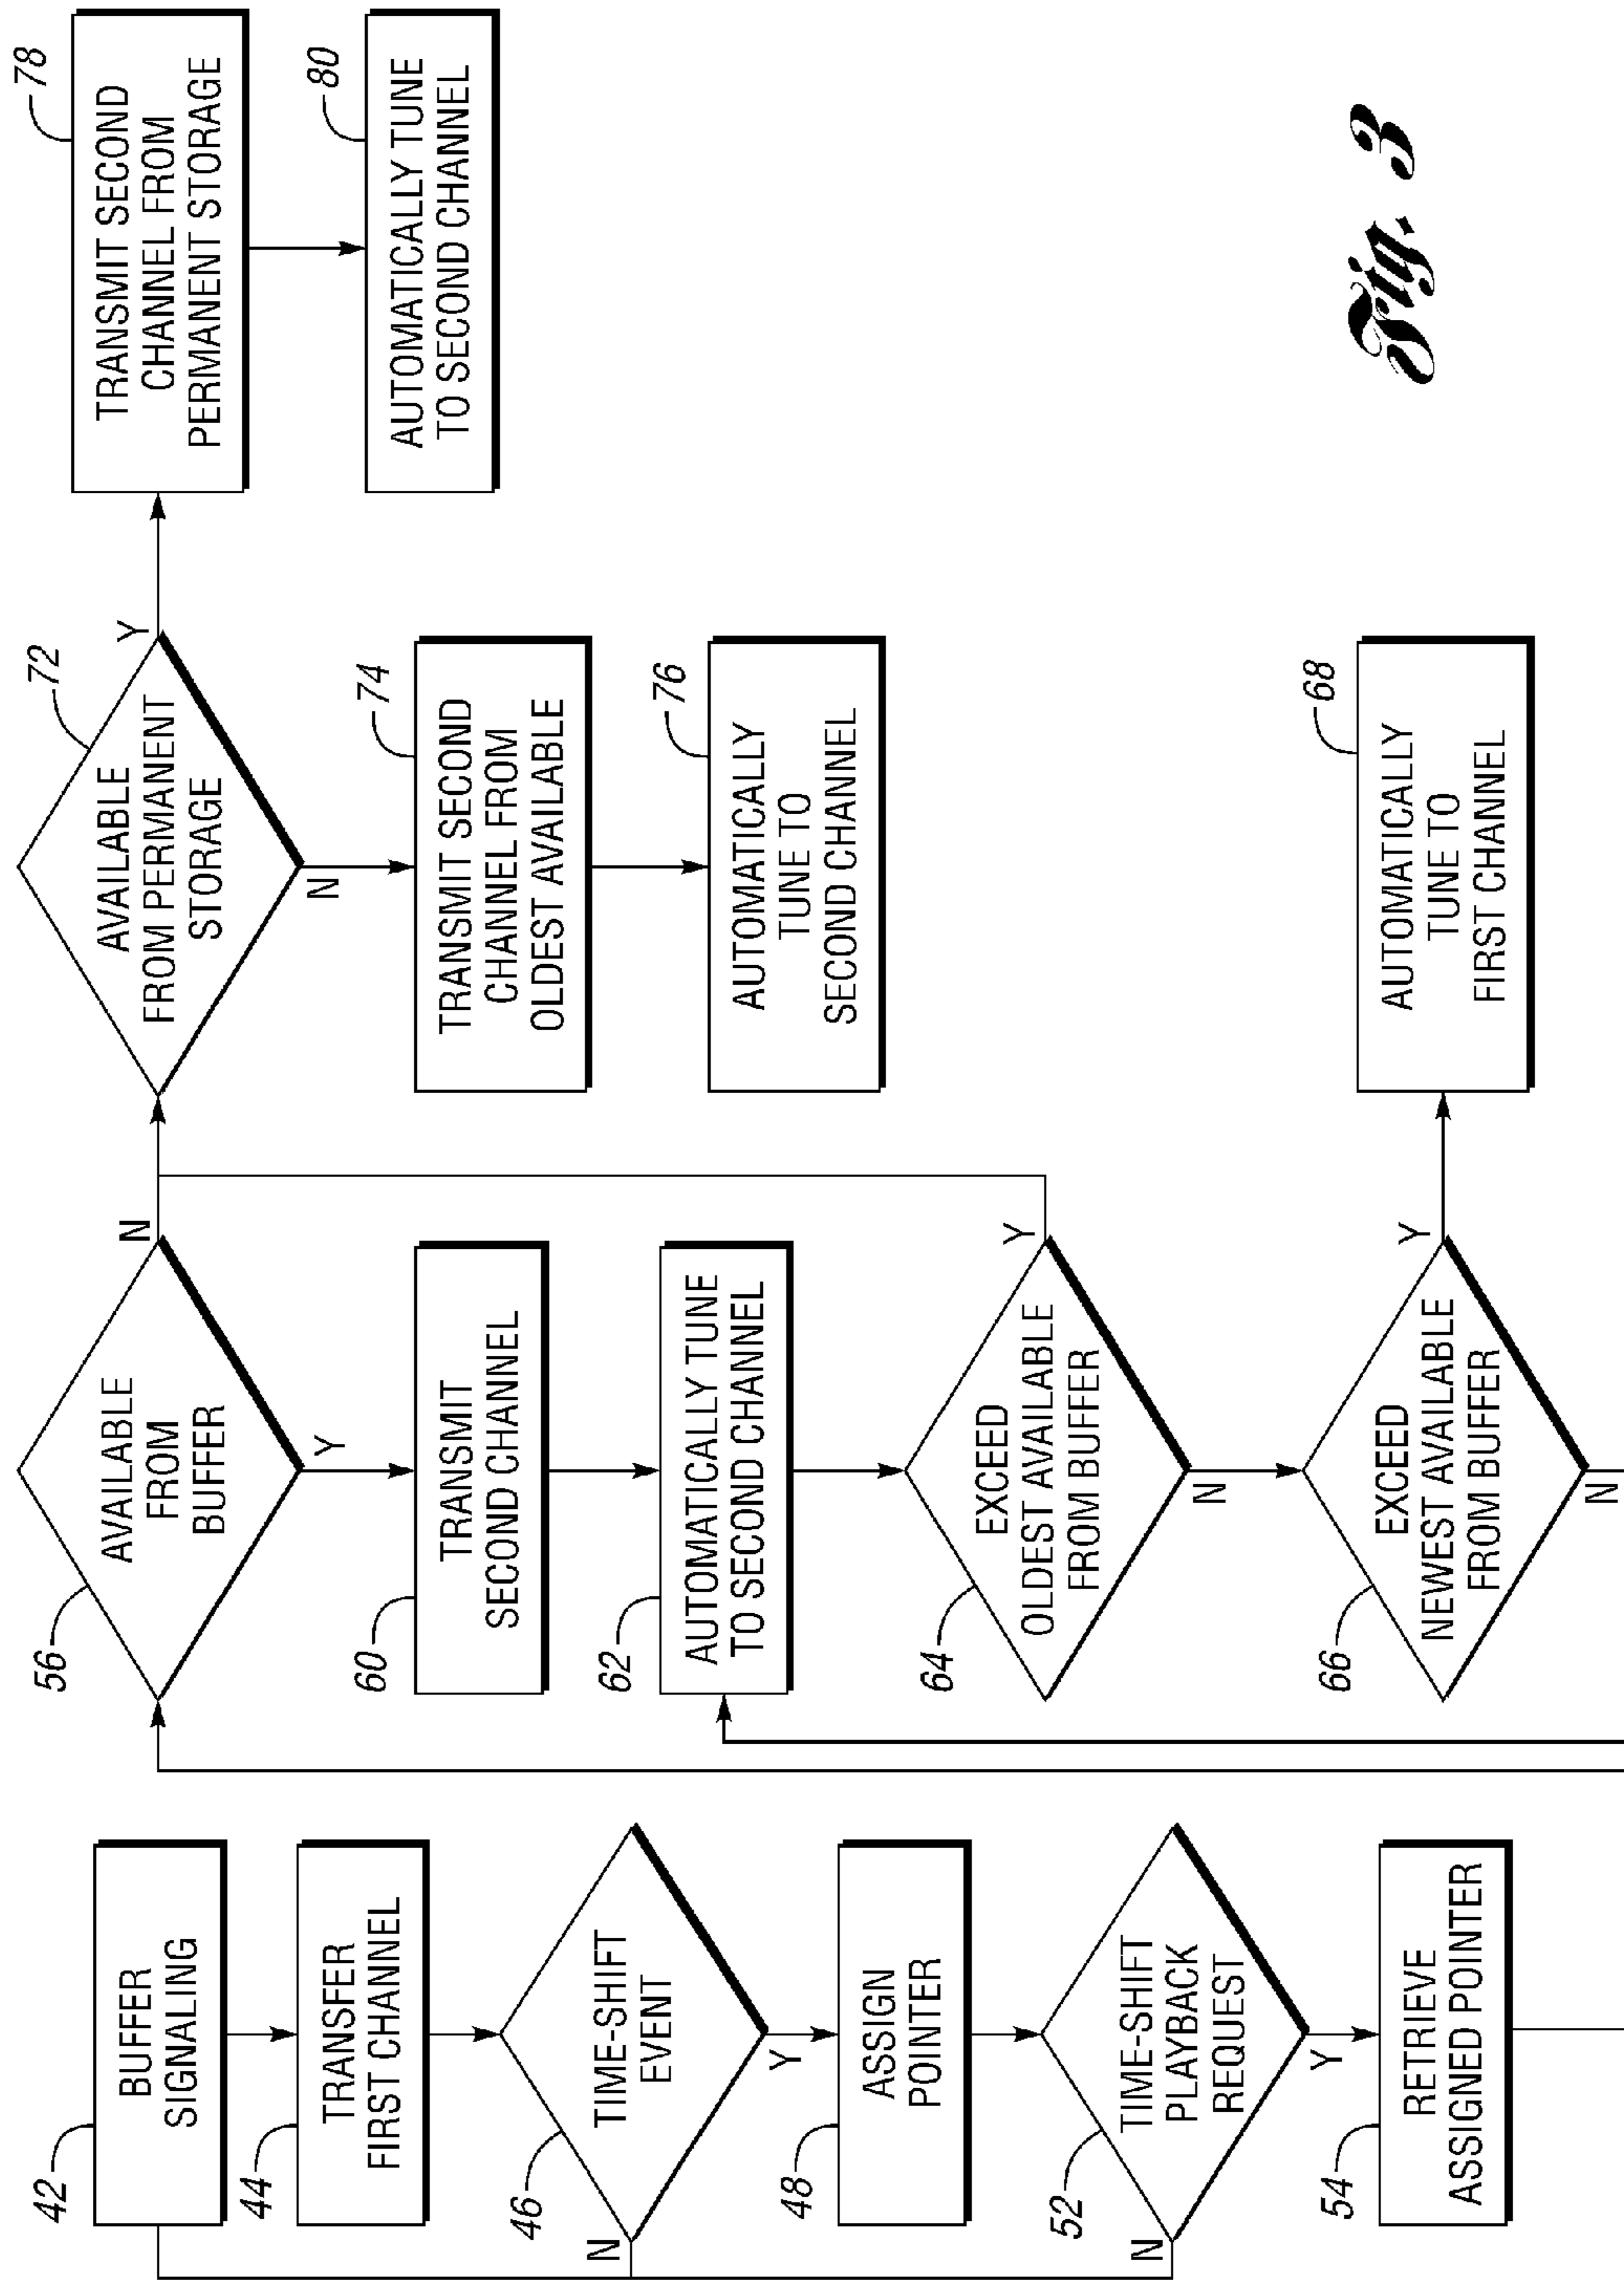 42
BUFFER
SIGNALING
44
TRANSFER
FIRST CHANNEL
46
TIME-SHIFT
EVENT
N
Y
48
ASSIGN
POINTER
52
TIME-SHIFT
PLAYBACK
REQUEST
N
Y
54
RETRIEVE
ASSIGNED POINTER
56
AVAILABLE
FROM
BUFFER
N
Y
60
TRANSMIT
SECOND CHANNEL
62
AUTOMATICALLY TUNE
TO SECOND CHANNEL
64
EXCEED
OLDEST AVAILABLE
FROM BUFFER
Y
N
66
EXCEED
NEWEST AVAILABLE
FROM BUFFER
Y
N
68
AUTOMATICALLY
TUNE TO
FIRST CHANNEL
72
AVAILABLE
FROM PERMANENT
STORAGE
Y
N
74
TRANSMIT SECOND
CHANNEL FROM
OLDEST AVAILABLE
76
AUTOMATICALLY
TUNE TO
SECOND CHANNEL
78
TRANSMIT SECOND
CHANNEL FROM
PERMANENT STORAGE
80
AUTOMATICALLY TUNE
TO SECOND CHANNEL
Fig. 3